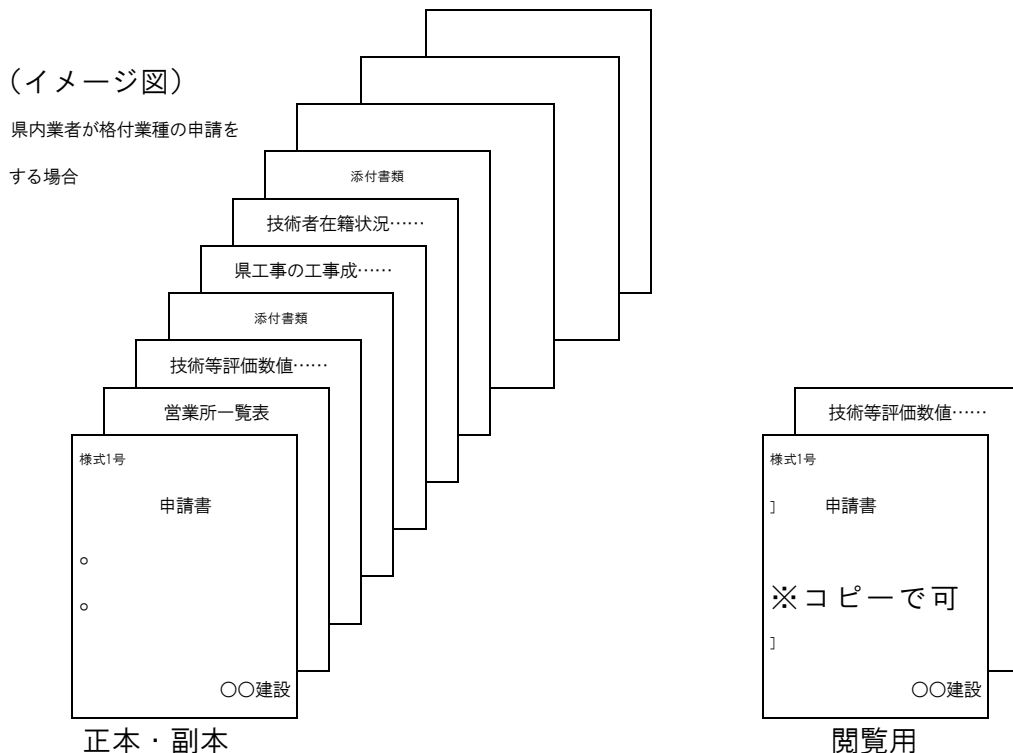 （イメージ図）
県内業者が格付業種の申請を
する場合
添付書類
技術者在籍状況……
県工事の工事成……
添付書類
技術等評価数値……
営業所一覧表
様式1号
申請書
○
○
○○建設
正本・副本
技術等評価数値……
様式1号
] 申請書
※コピーで可
]
○○建設
閲覧用